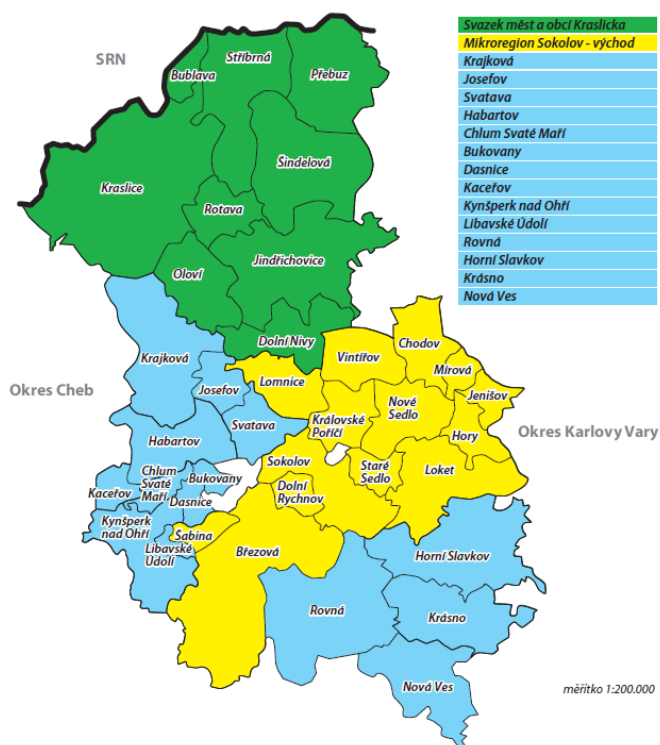 Svazek měst a obcí Kraslicka
Mikroregion Sokolov - východ
Krajková
Josefov
Svatava
Habartov
Chlum Svaté Maří
Bukovany
Dasnice
Kaceřov
Kynšperk nad Ohří
Libavské Údolí
Rovná
Horní Slavkov
Krásno
Nová Ves
SRN
Stříbrná
Bublava
Přebuz
Šindelová
Kraslice
Rotava
Jindřichovice
Oloví
Dolní Nivy
Chodov
Vintířov
Krajková
Mírová
Lomnice
Josefov
Jenišov
Okres Cheb
Nové
Sedlo
Královské
Poříčí
Svatava
Okres Karlovy Vary
Habartov
Hory
Sokolov
Staré
Sedlo
Loket
Chlum
Svaté
Maří
Bukovany
Kaceřov
Dolní
Rychnov
Dasnice
Kynšperk
nad Ohří
Šabina
Libavské
Údolí
Březová
Horní Slavkov
Rovná
Krásno
Nová Ves
měřítko 1:200.000